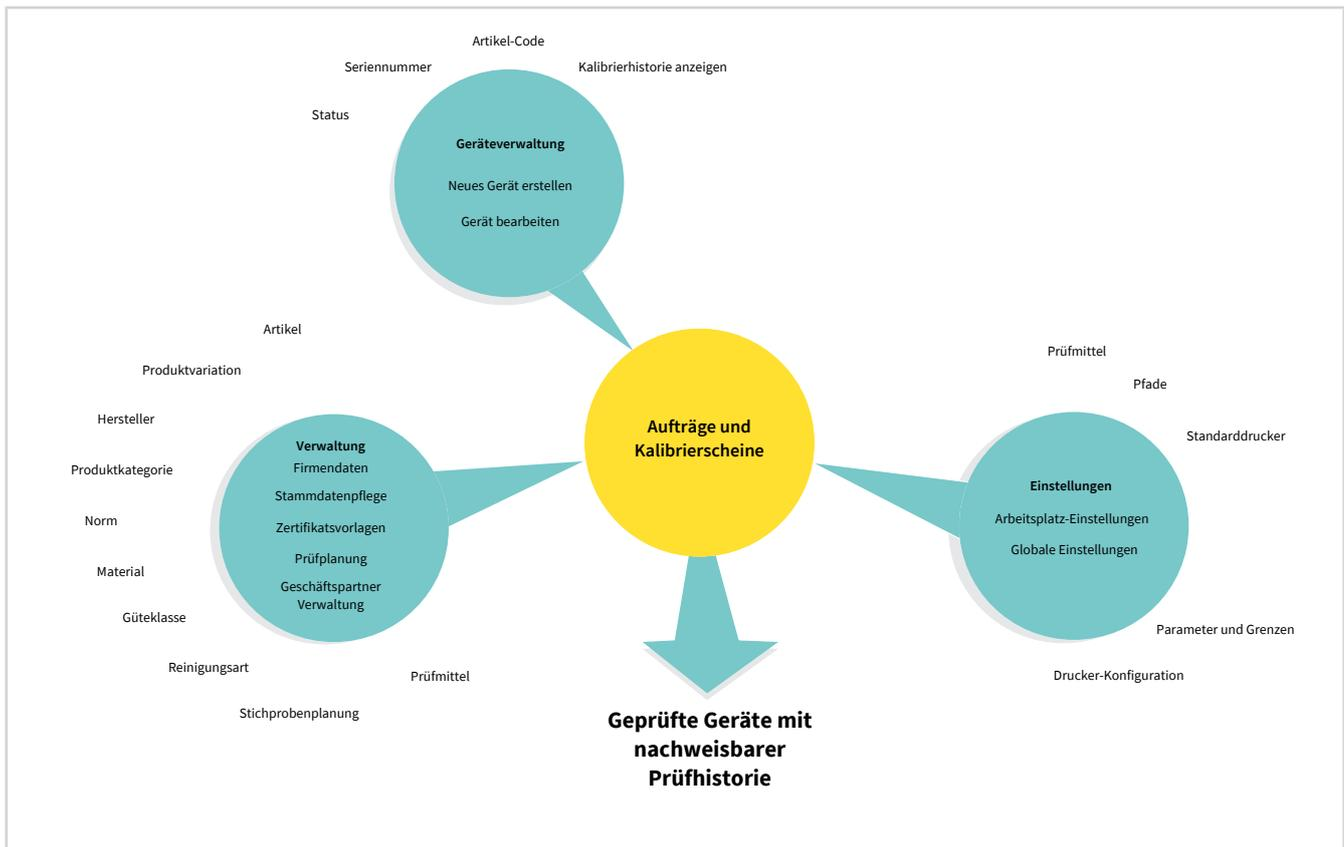 Artikel-Code
Seriennummer
Kalibrierhistorie anzeigen
Status
Geräteverwaltung
Neues Gerät erstellen
Gerät bearbeiten
Artikel
Produktvariation
Hersteller
Produktkategorie
Norm
Material
Güteklasse
Reinigungsart
Stichprobenplanung
Prüfmittel
Verwaltung
Firmendaten
Stammdatenpflege
Zertifikatsvorlagen
Prüfplanung
Geschäftspartner
Verwaltung
Aufträge und
Kalibrierscheine
Prüfmittel
Pfade
Standarddrucker
Einstellungen
Arbeitsplatz-Einstellungen
Globale Einstellungen
Parameter und Grenzen
Drucker-Konfiguration
Geprüfte Geräte mit
nachweisbarer
Prüfhistorie